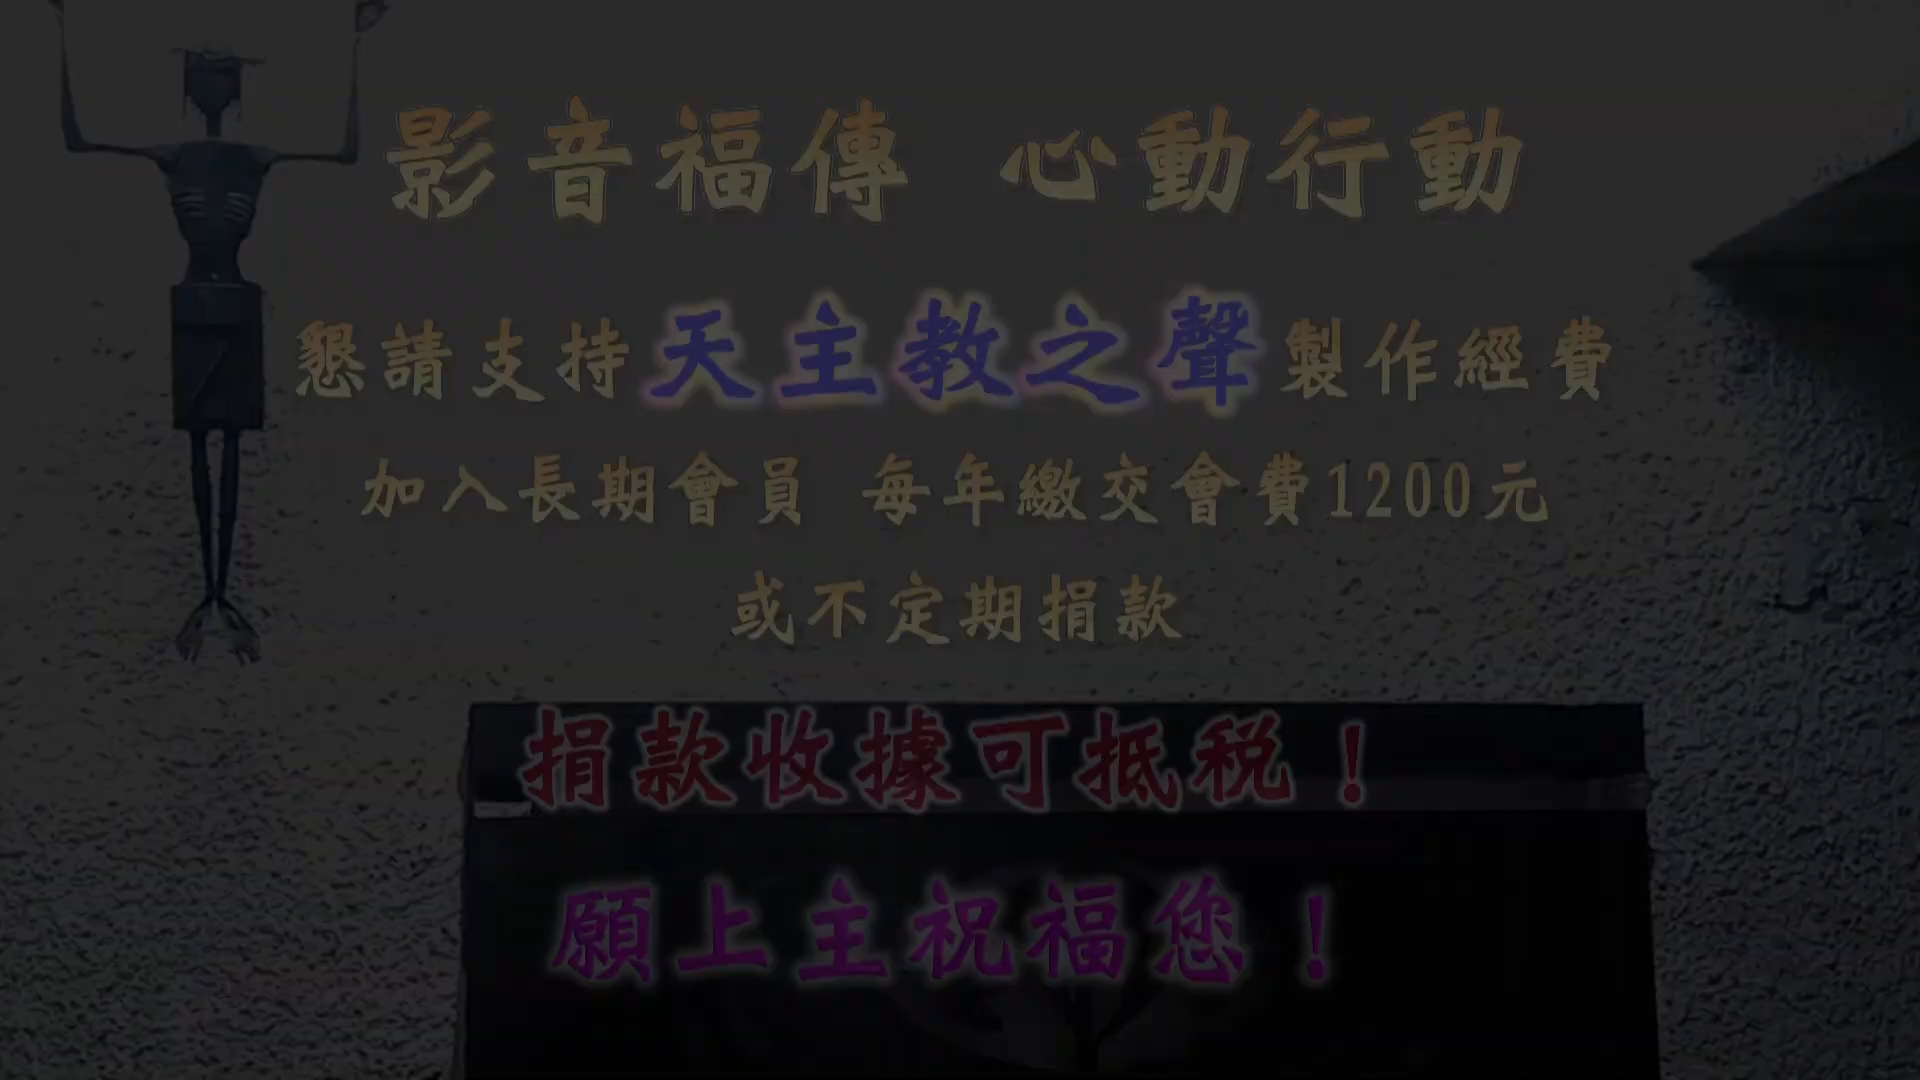 影音福傳 心動行動
懇請支持天主教之聲製作經費
加入長期會員 每年繳交會費1200元
或不定期捐款
捐款收據可抵税！
願上主祝福您！